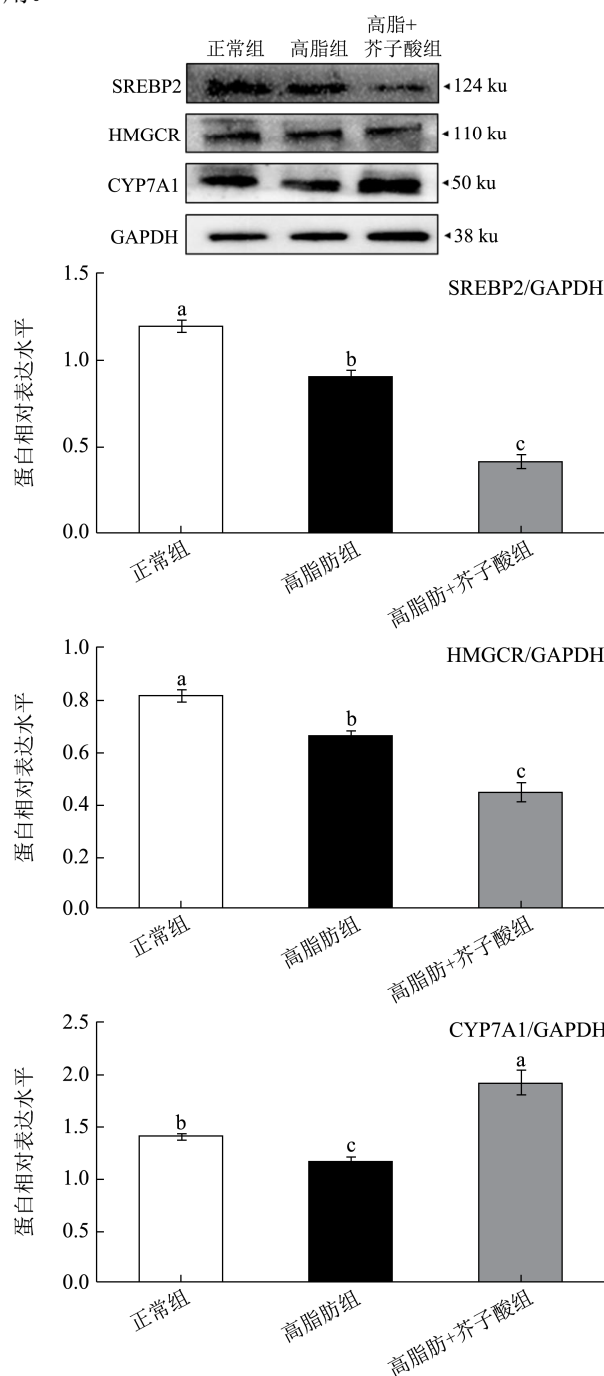 高脂+
正常组 高脂组 芥子酸组
SREBP2 124 ku
HMGCR 110 ku
CYP7A1 50 ku
GAPDH 38 ku
1.5
1.0
0.5
0.0
蛋白相对表达水平
SREBP2/GAPDH
a
b
c
正常组
高脂肪组
高脂肪+芥子酸组
1.0
0.8
0.6
0.4
0.2
0.0
蛋白相对表达水平
HMGCR/GAPDH
a
b
c
正常组
高脂肪组
高脂肪+芥子酸组
2.5
2.0
1.5
1.0
0.5
0.0
蛋白相对表达水平
CYP7A1/GAPDH
b
c
a
正常组
高脂肪组
高脂肪+芥子酸组